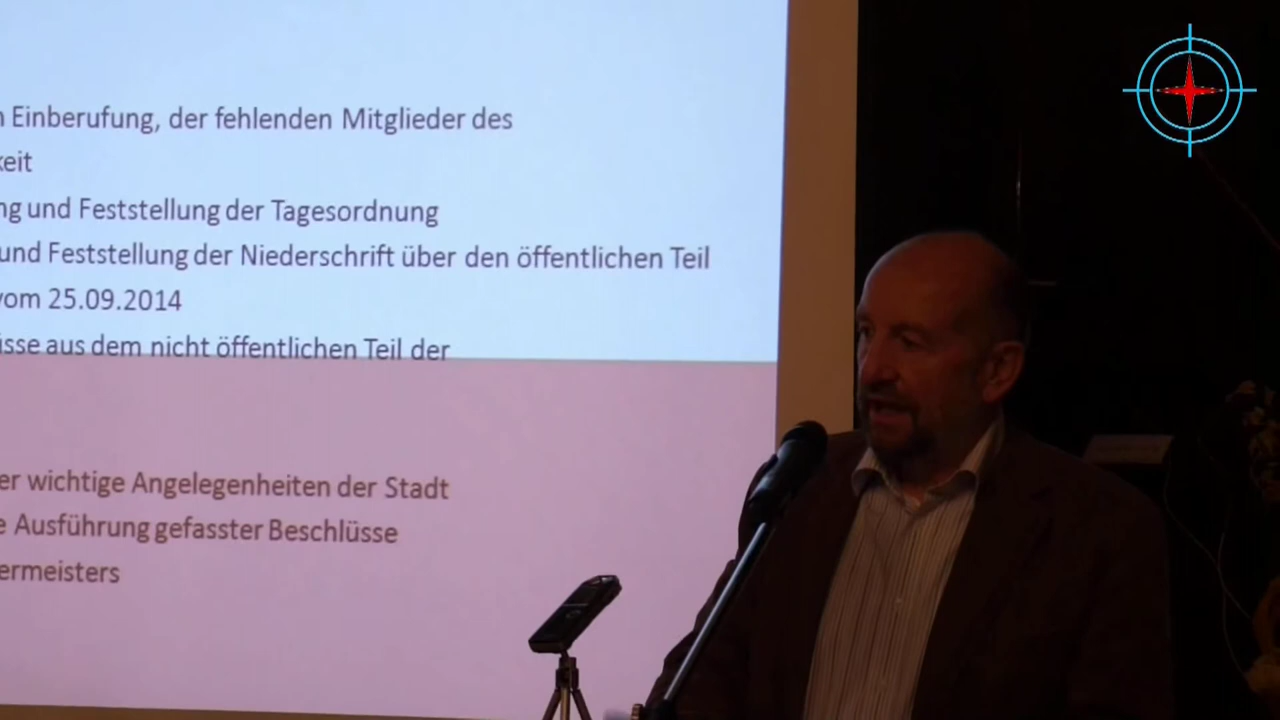 Einberufung, der fehlenden Mitglieder des
keit
ng und Feststellung der Tagesordnung
und Feststellung der Niederschrift über den öffentlichen Teil
vom 25.09.2014
isse aus dem nicht öffentlichen Teil der
er wichtige Angelegenheiten der Stadt
e Ausführung gefasster Beschlüsse
ermeisters